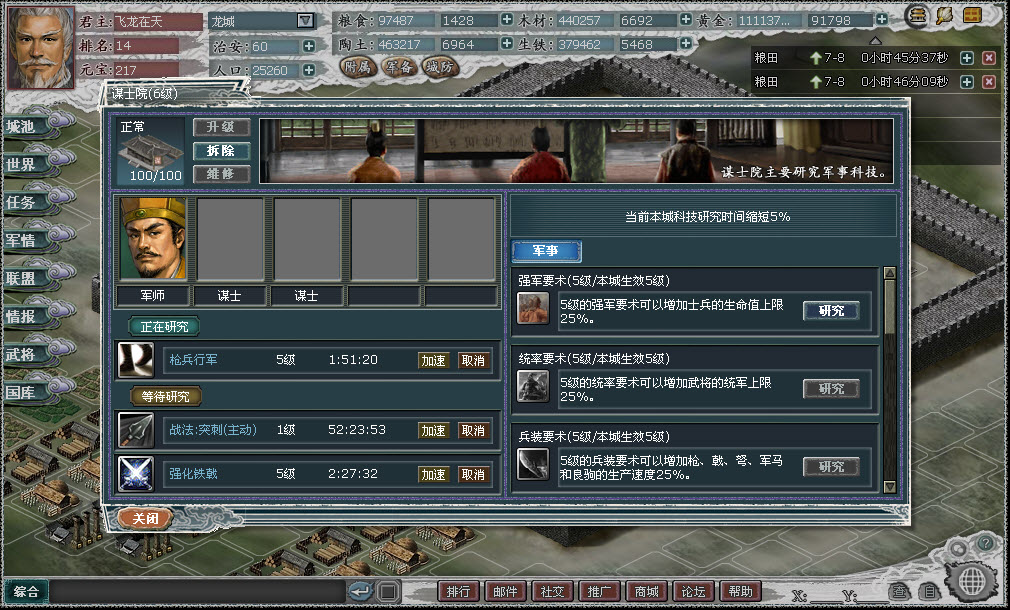 君主: 飞龙在天
龙城
粮食: 97487 1428
木材: 440257 6692
黄金: 111137... 91798
排名: 14
治安: 60
陶土: 463217 6964
生铁: 379462 5468
元宝: 217
人口: 25260
附属 军备 城防
粮田 7-8 0小时45分37秒
粮田 7-8 0小时46分09秒
谋士院(6级)
城池
世界
任务
军情
联盟
情报
武将
国库
正常
100/100
升级
拆除
维修
谋士院主要研究军事科技。
军师 谋士 谋士
正在研究
枪兵行军 5级 1:51:20 加速 取消
等待研究
战法:突刺(主动) 1级 52:23:53 加速 取消
强化铁戟 5级 2:27:32 加速 取消
当前本城科技研究时间缩短5%
军事
强军要术(5级/本城生效5级)
5级的强军要术可以增加士兵的生命值上限
25%。
研究
统率要术(5级/本城生效5级)
5级的统率要术可以增加武将的统军上限
25%。
研究
兵装要术(5级/本城生效5级)
5级的兵装要术可以增加枪、戟、弩、军马
和良驹的生产速度25%。
研究
关闭
综合
排行 邮件 社交 推广 商城 论坛 帮助
X: Y: